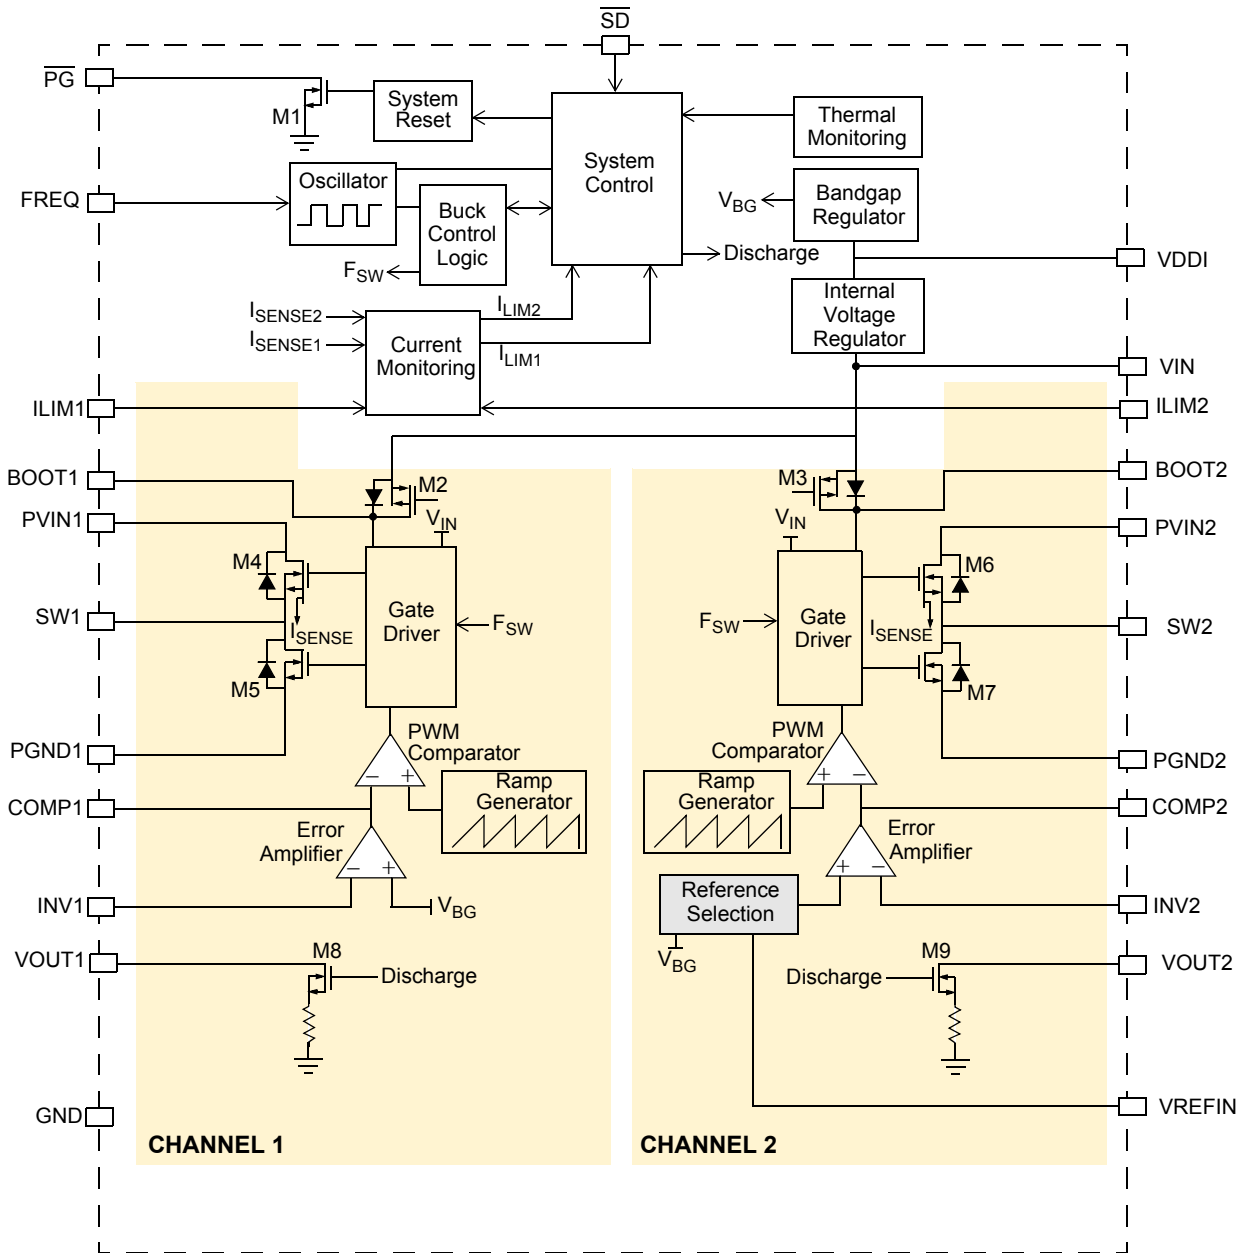 SD
PG
M1
System
Reset
System
Control
Thermal
Monitoring
FREQ
Oscillator
Buck
Control
Logic
FSW
VBG
Bandgap
Regulator
Discharge
VDDI
Internal
Voltage
Regulator
ISENSE2
ISENSE1
Current
Monitoring
ILIM2
ILIM1
VIN
ILIM1
ILIM2
BOOT1
M2
M3
BOOT2
PVIN1
VIN
VIN
PVIN2
M4
M6
SW1
ISENSE
Gate
Driver
FSW
FSW
Gate
Driver
ISENSE
SW2
M5
M7
PGND1
PWM
Comparator
PWM
Comparator
PGND2
− +
+ −
COMP1
Ramp
Generator
Ramp
Generator
COMP2
Error
Amplifier
Error
Amplifier
− +
+ −
INV1
VBG
Reference
Selection
INV2
VBG
VOUT1
M8
Discharge
Discharge
M9
VOUT2
GND
VREFIN
CHANNEL 1
CHANNEL 2